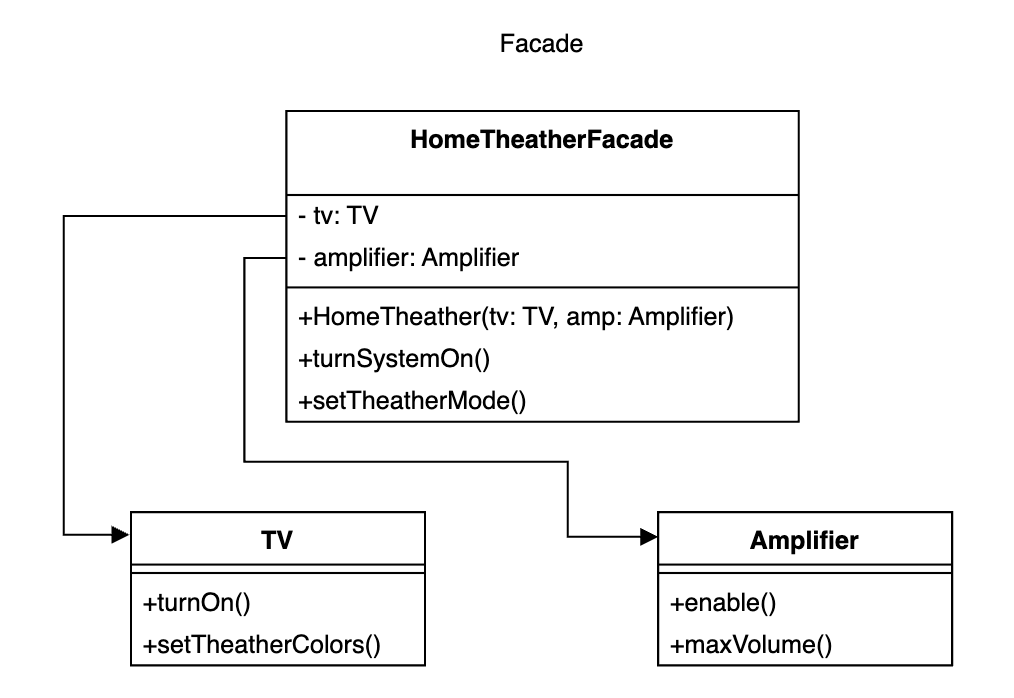 Facade
HomeTheatherFacade
- tv: TV
- amplifier: Amplifier
+HomeTheather(tv: TV, amp: Amplifier)
+turnSystemOn()
+setTheatherMode()
TV
+turnOn()
+setTheatherColors()
Amplifier
+enable()
+maxVolume()